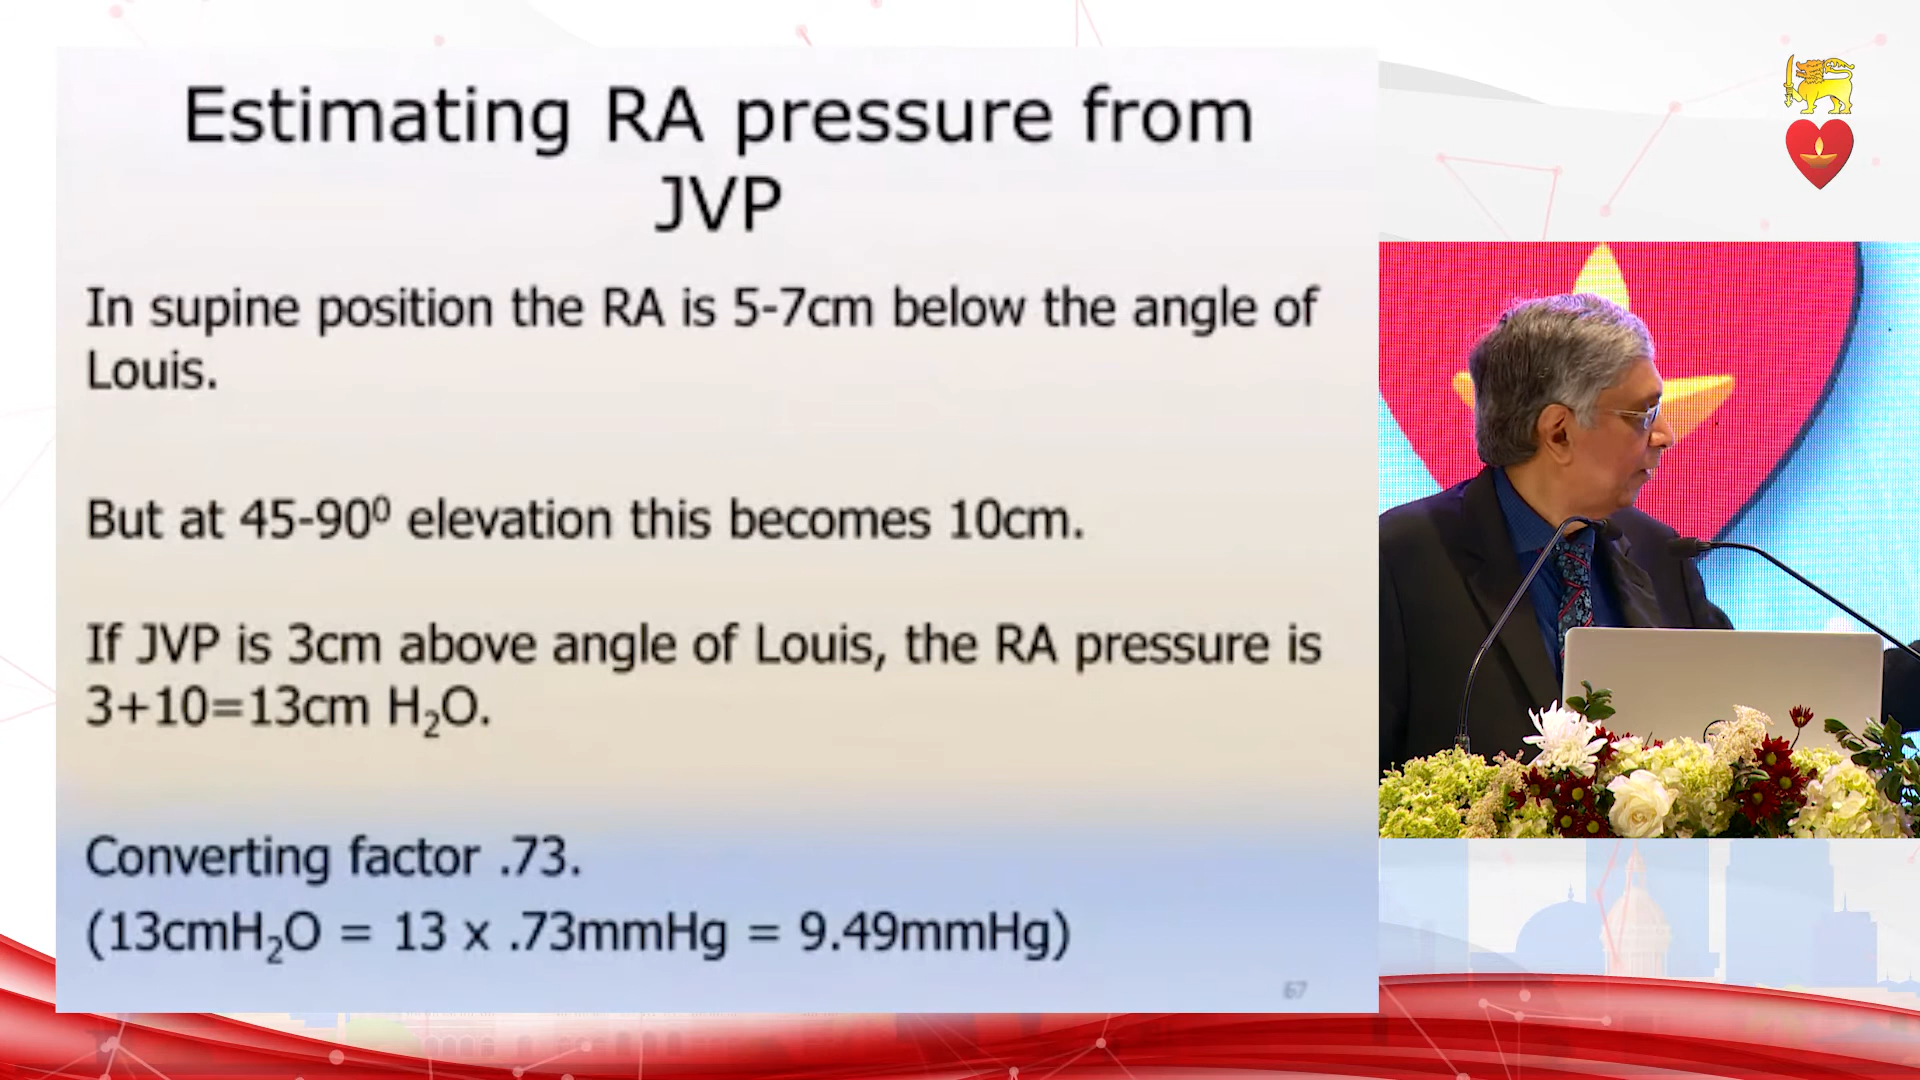 Estimating RA pressure from
JVP
In supine position the RA is 5-7cm below the angle of
Louis.
But at 45-90⁰ elevation this becomes 10cm.
If JVP is 3cm above angle of Louis, the RA pressure is
3+10=13cm H₂O.
Converting factor .73.
(13cmH₂O = 13 x .73mmHg = 9.49mmHg)
67